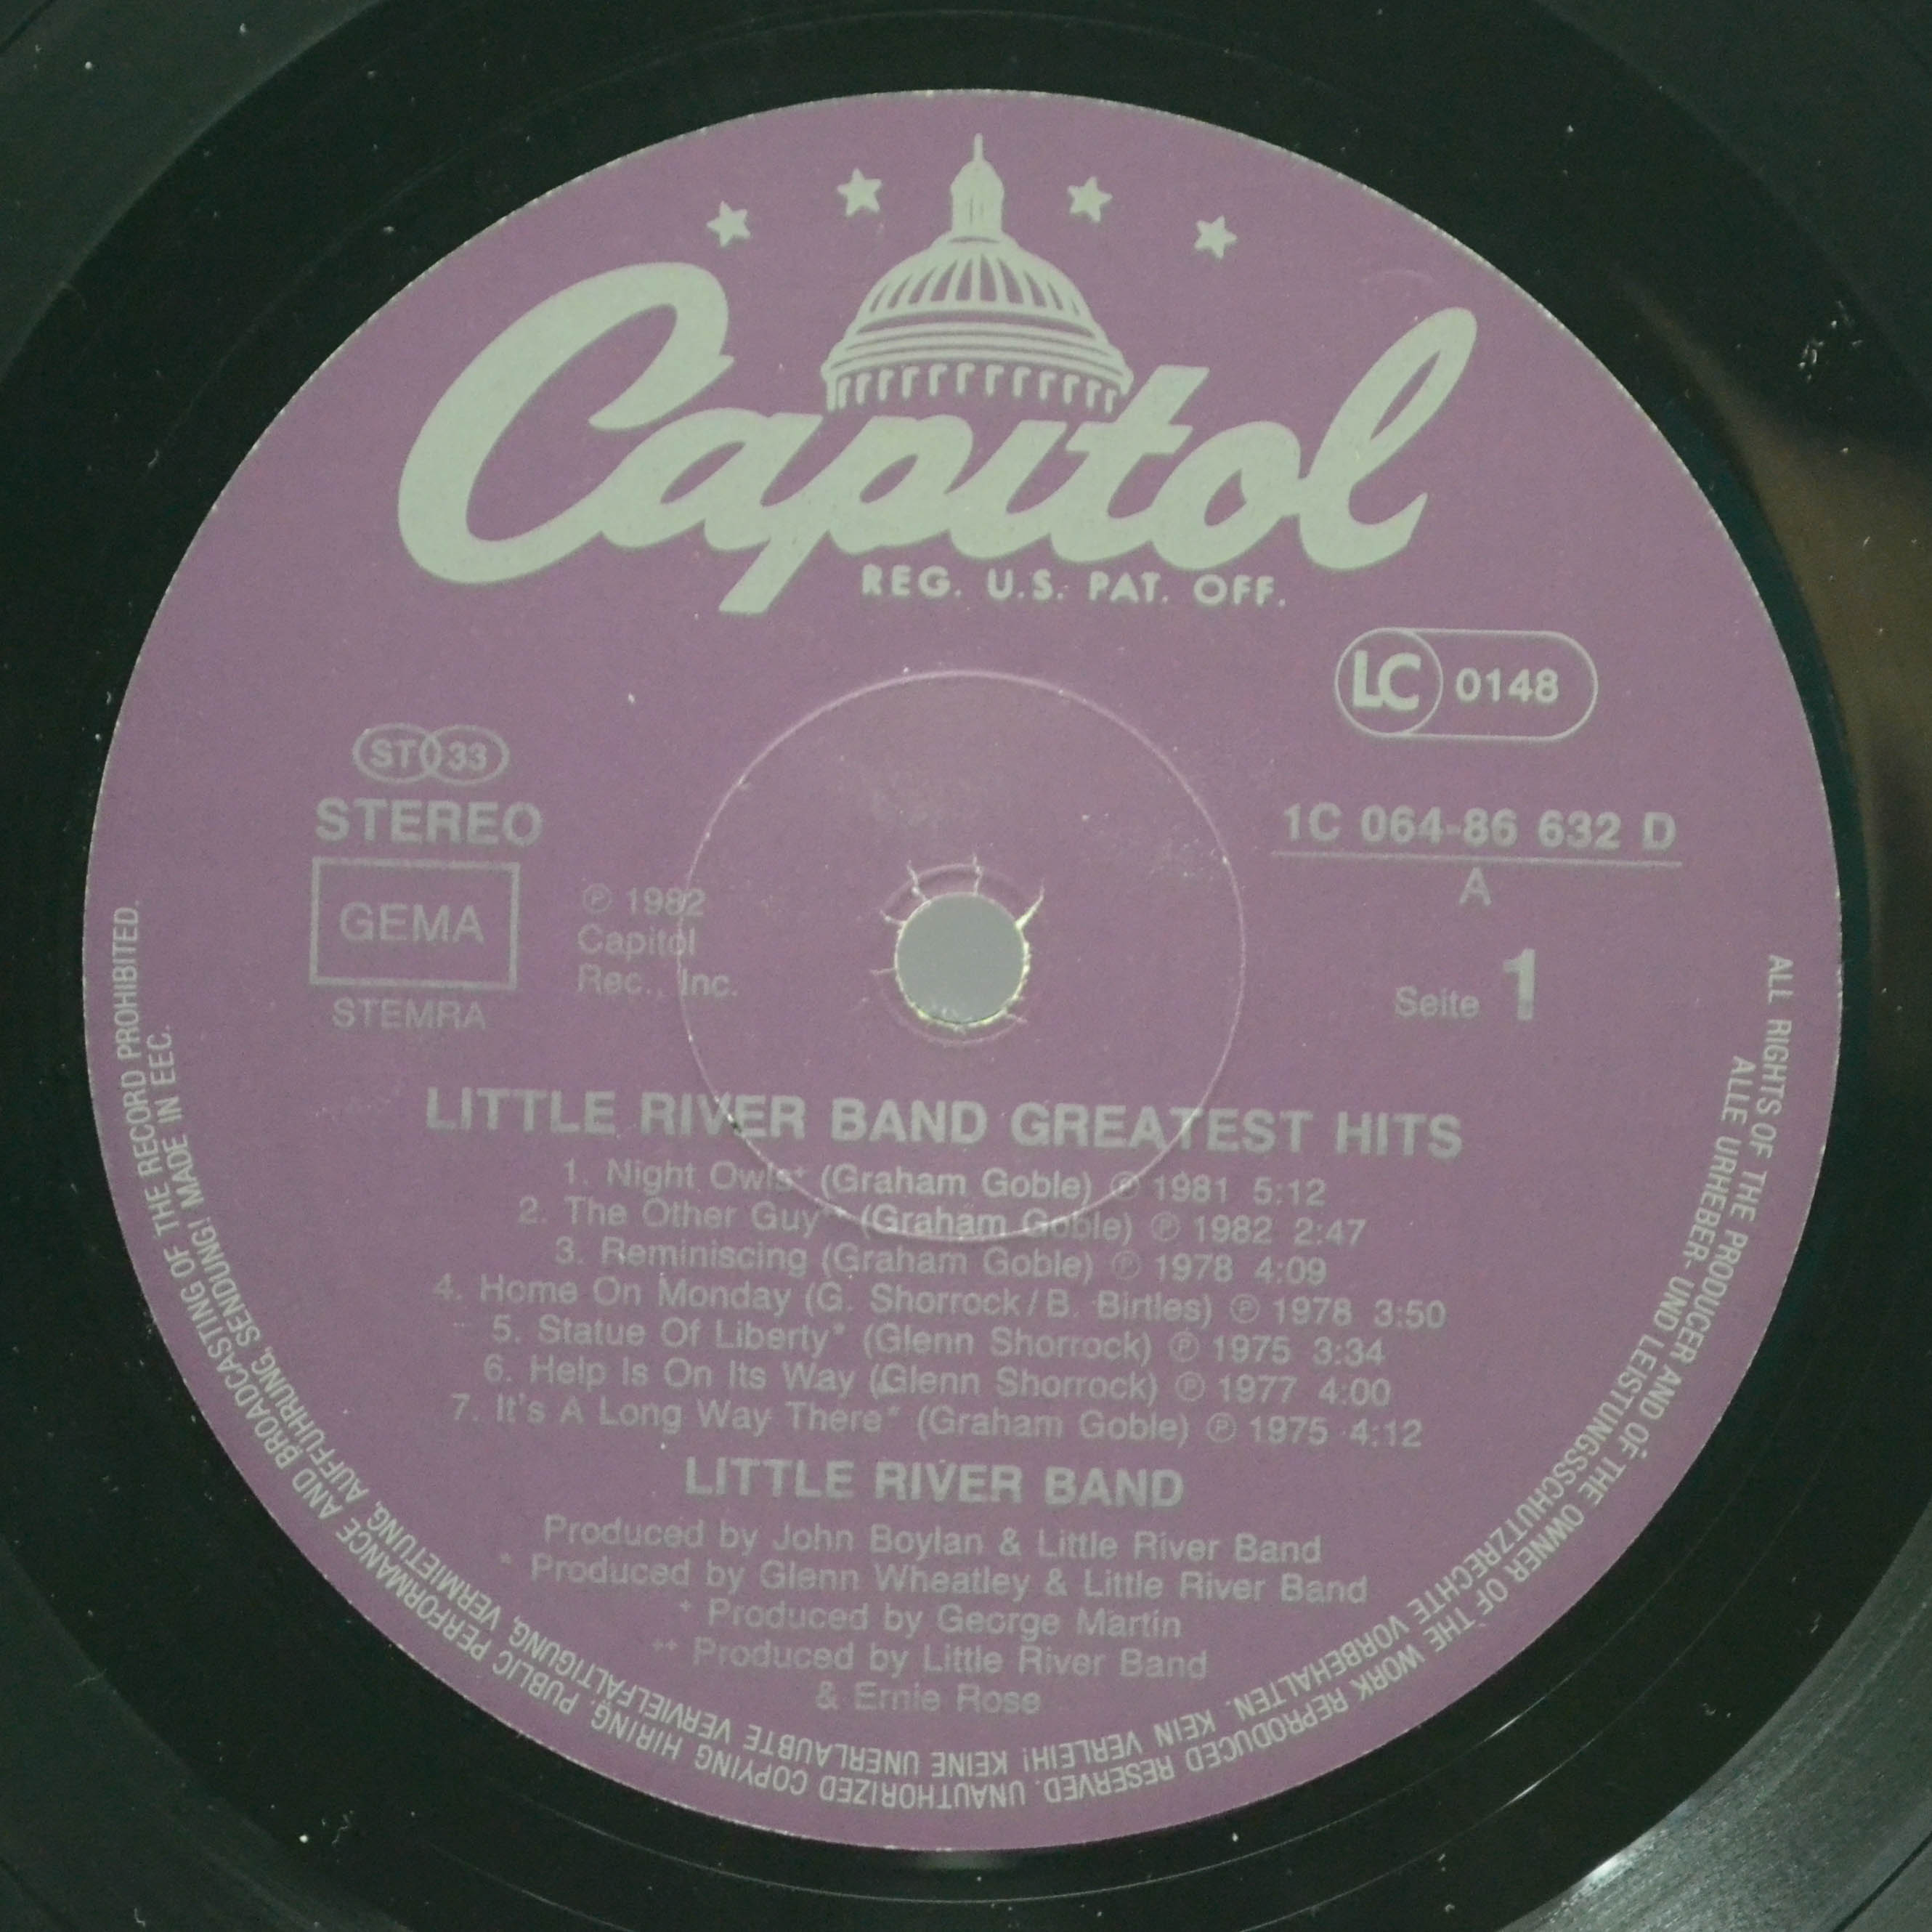 Capitol
REG. U.S. PAT. OFF.
LC 0148
ST 33
STEREO
GEMA
STEMRA
℗ 1982
Capitol
Rec., Inc.
1C 064-86 632 D
A
Seite 1
LITTLE RIVER BAND GREATEST HITS
1. Night Owls⁺ (Graham Goble) ℗ 1981 5:12
2. The Other Guy⁺⁺ (Graham Goble) ℗ 1982 2:47
3. Reminiscing (Graham Goble) ℗ 1978 4:09
4. Home On Monday (G. Shorrock/B. Birtles) ℗ 1978 3:50
5. Statue Of Liberty* (Glenn Shorrock) ℗ 1975 3:34
6. Help Is On Its Way (Glenn Shorrock) ℗ 1977 4:00
7. It's A Long Way There* (Graham Goble) ℗ 1975 4:12
LITTLE RIVER BAND
Produced by John Boylan & Little River Band
* Produced by Glenn Wheatley & Little River Band
⁺ Produced by George Martin
⁺⁺ Produced by Little River Band
& Ernie Rose
ALL RIGHTS OF THE PRODUCER AND OF THE OWNER OF THE WORK REPRODUCED RESERVED. UNAUTHORIZED COPYING HIRING, PUBLIC PERFORMANCE AND BROADCASTING OF THE RECORD PROHIBITED.
ALLE URHEBER- UND LEISTUNGSSCHUTZRECHTE VORBEHALTEN. KEIN VERLEIH! KEINE UNERLAUBTE VERVIELFÄLTIGUNG, VERMIETUNG, AUFFÜHRUNG, SENDUNG! MADE IN EEC.